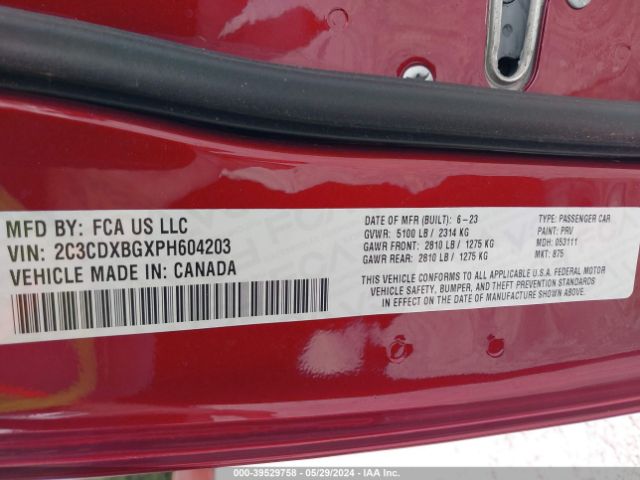 MFD BY: FCA US LLC
VIN: 2C3CDXBGXPH604203
VEHICLE MADE IN: CANADA
DATE OF MFR (BUILT): 6-23
GVWR: 5100 LB / 2314 KG
GAWR FRONT: 2810 LB / 1275 KG
GAWR REAR: 2810 LB / 1275 KG
TYPE: PASSENGER CAR
PAINT: PRV
MDH: 053111
MKT: 875
THIS VEHICLE CONFORMS TO ALL APPLICABLE U.S.A. FEDERAL MOTOR
VEHICLE SAFETY, BUMPER, AND THEFT PREVENTION STANDARDS
IN EFFECT ON THE DATE OF MANUFACTURE SHOWN ABOVE.
000-39529758 - 05/29/2024 - IAA Inc.